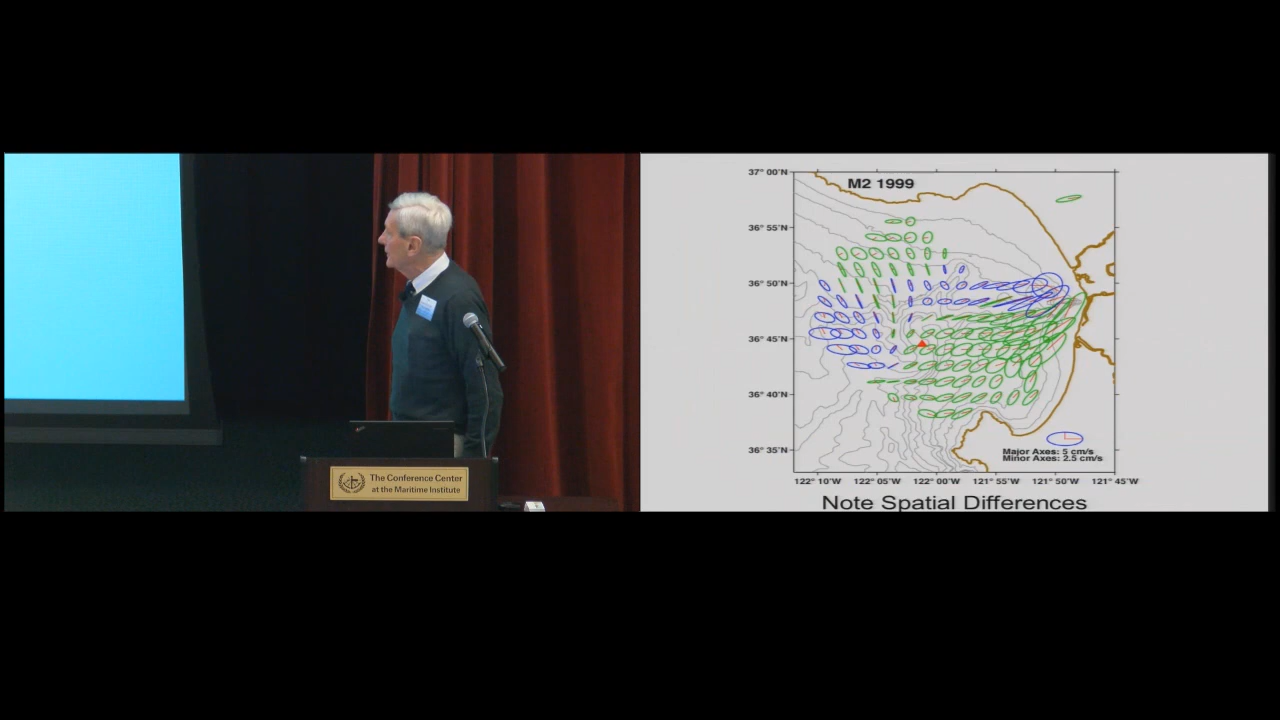 The Conference Center
at the Maritime Institute
M2 1999
37° 00'N
36° 55'N
36° 50'N
36° 45'N
36° 40'N
36° 35'N
Major Axes: 5 cm/s
Minor Axes: 2.5 cm/s
122° 10'W 122° 05'W 122° 00'W 121° 55'W 121° 50'W 121° 45'W
Note Spatial Differences